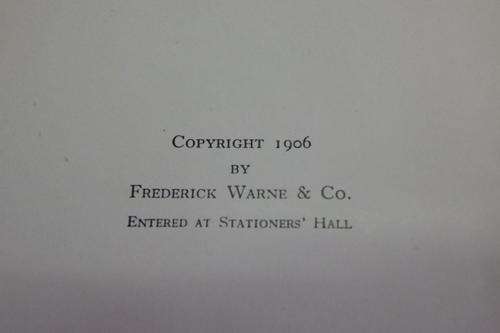 Copyright 1906
by
Frederick Warne & Co.
Entered at Stationers' Hall